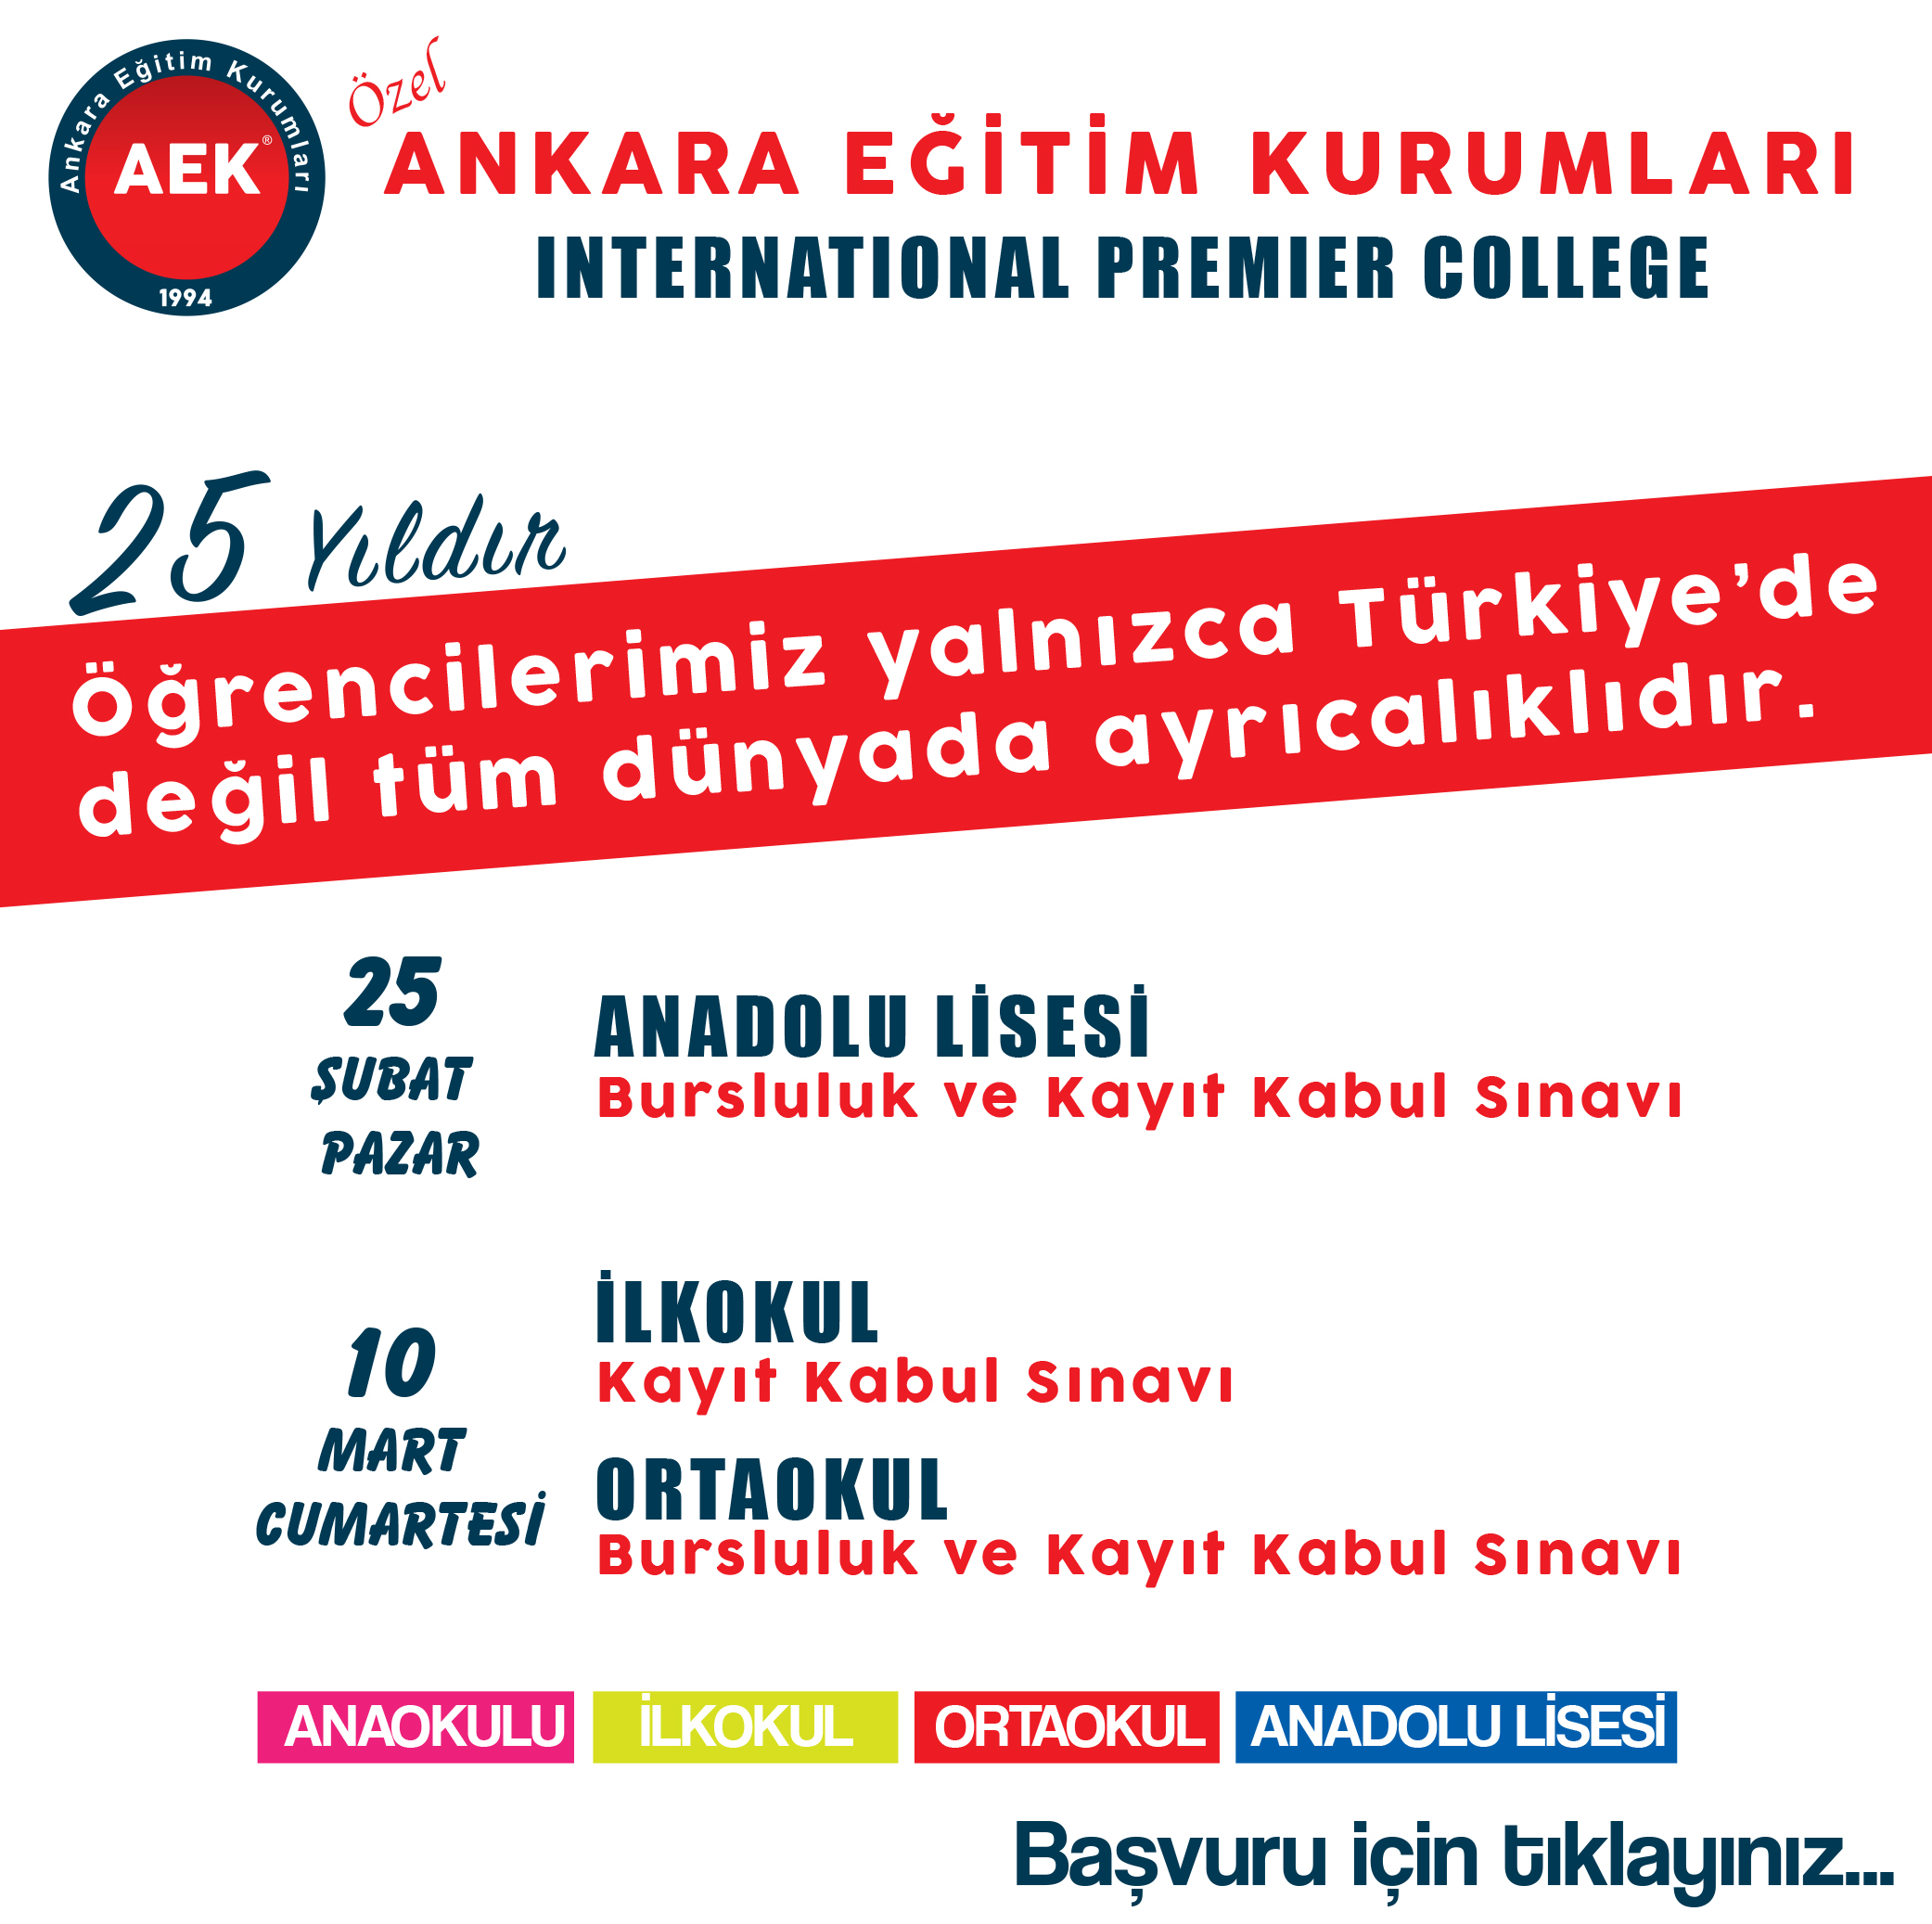 Ankara Eğitim Kurumları
AEK®
1994
Özel
ANKARA EĞİTİM KURUMLARI
INTERNATIONAL PREMIER COLLEGE
25 Yıldır
Öğrencilerimiz yalnızca Türkiye'de
değil tüm dünyada ayrıcalıklıdır.
25
ŞUBAT
PAZAR
ANADOLU LİSESİ
Bursluluk ve Kayıt Kabul Sınavı
10
MART
CUMARTESİ
İLKOKUL
Kayıt Kabul Sınavı
ORTAOKUL
Bursluluk ve Kayıt Kabul Sınavı
ANAOKULU İLKOKUL ORTAOKUL ANADOLU LİSESİ
Başvuru için tıklayınız...